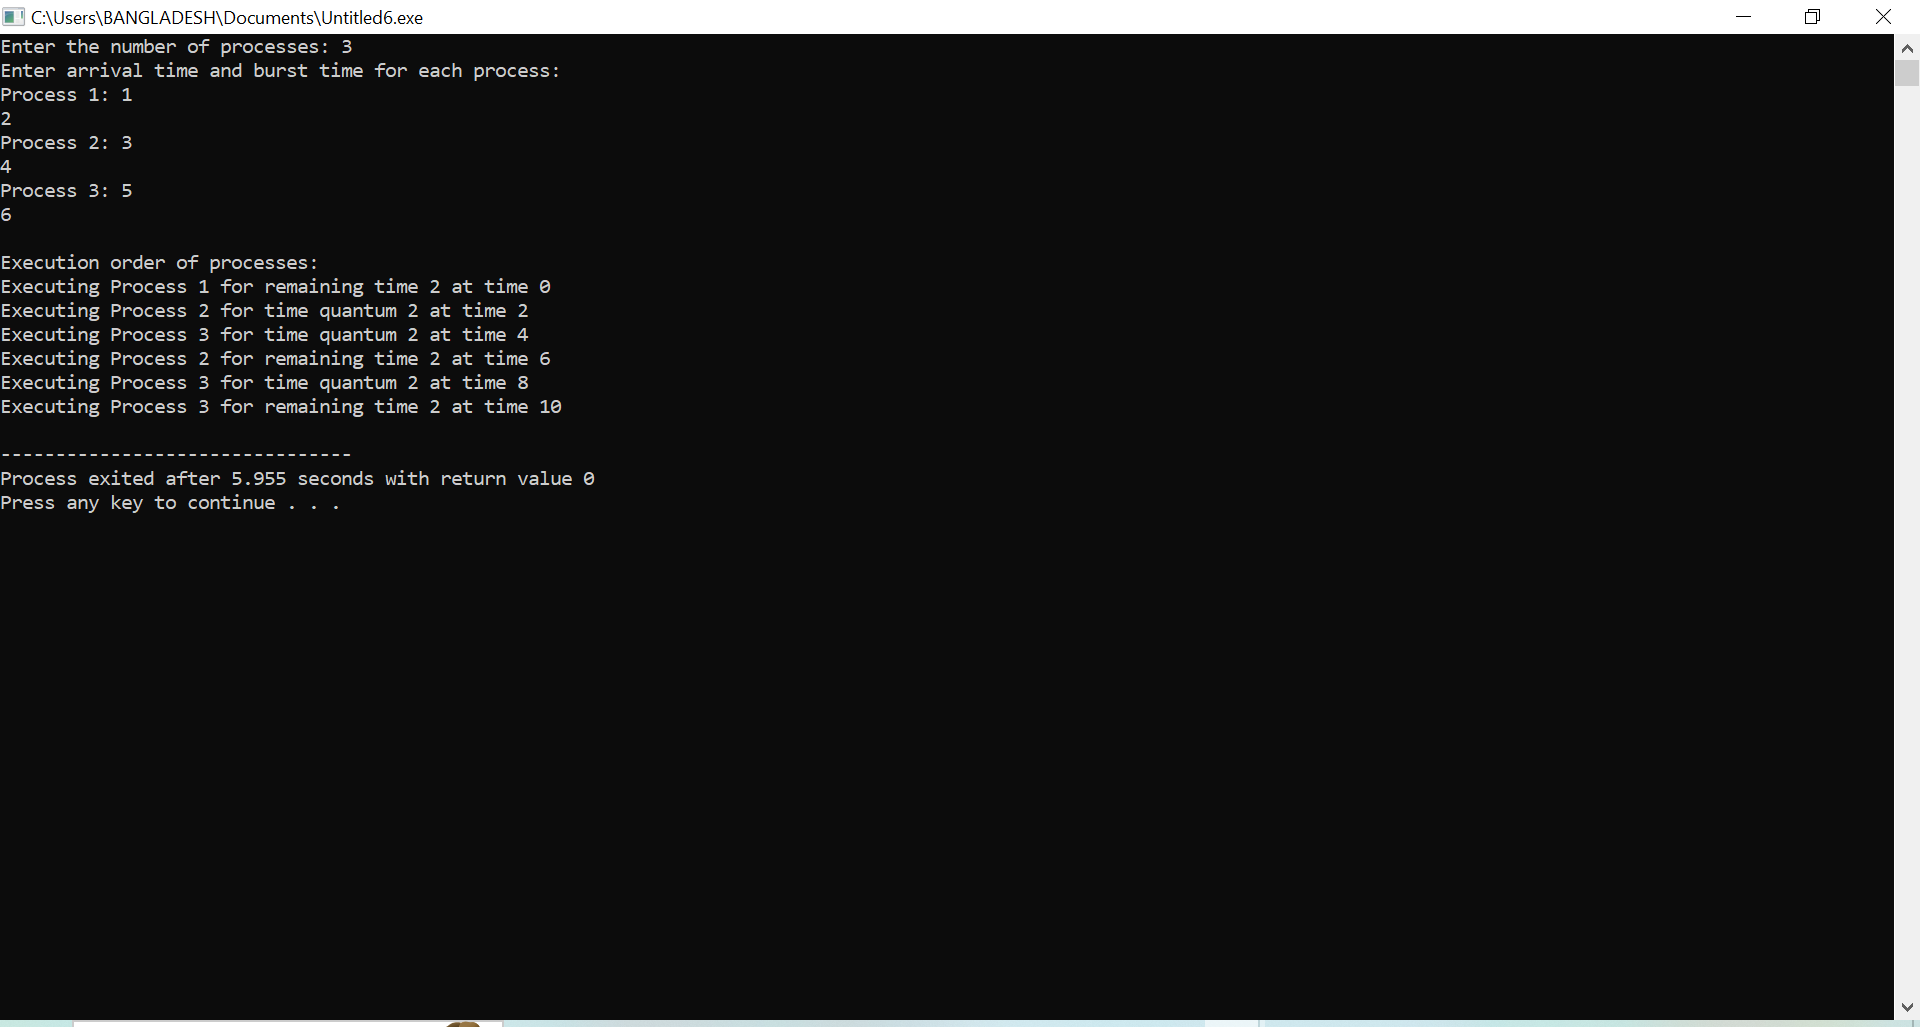 C:\Users\BANGLADESH\Documents\Untitled6.exe
Enter the number of processes: 3
Enter arrival time and burst time for each process:
Process 1: 1
2
Process 2: 3
4
Process 3: 5
6
Execution order of processes:
Executing Process 1 for remaining time 2 at time 0
Executing Process 2 for time quantum 2 at time 2
Executing Process 3 for time quantum 2 at time 4
Executing Process 2 for remaining time 2 at time 6
Executing Process 3 for time quantum 2 at time 8
Executing Process 3 for remaining time 2 at time 10
--------------------------------
Process exited after 5.955 seconds with return value 0
Press any key to continue . . .